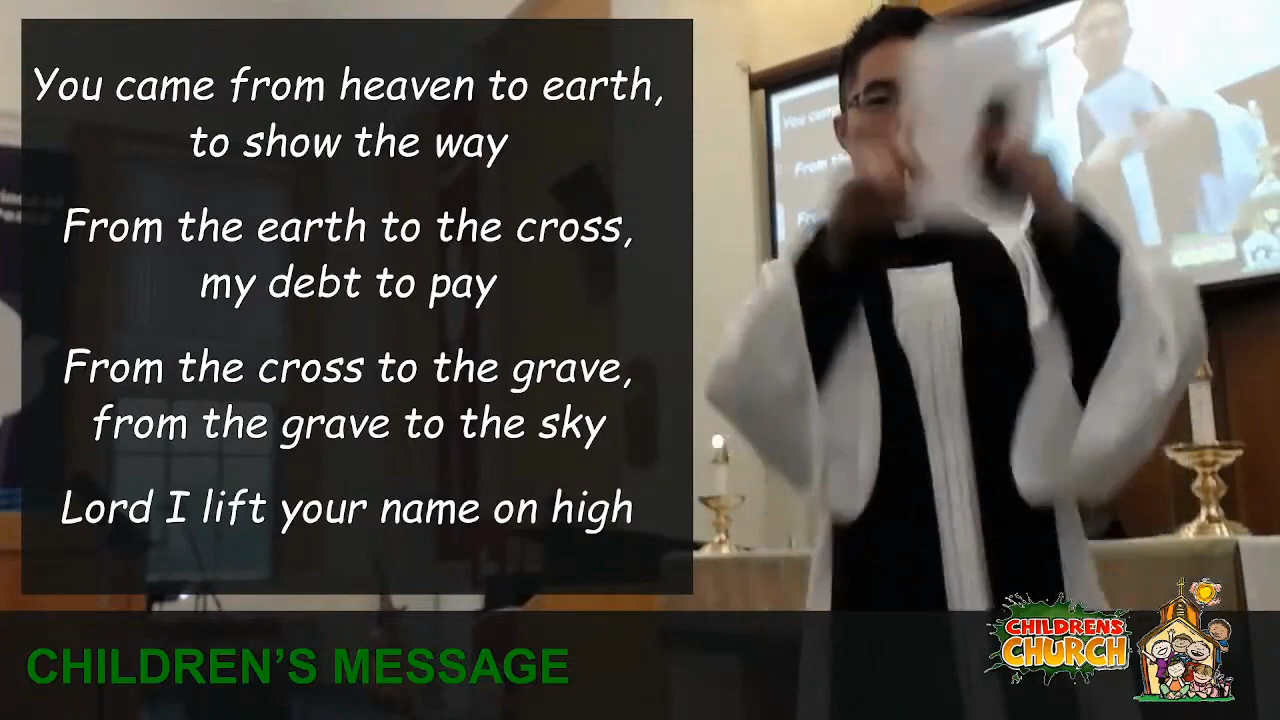 You came from heaven to earth,
to show the way
From the earth to the cross,
my debt to pay
From the cross to the grave,
from the grave to the sky
Lord I lift your name on high
CHILDREN'S MESSAGE
CHILDRENS
CHURCH